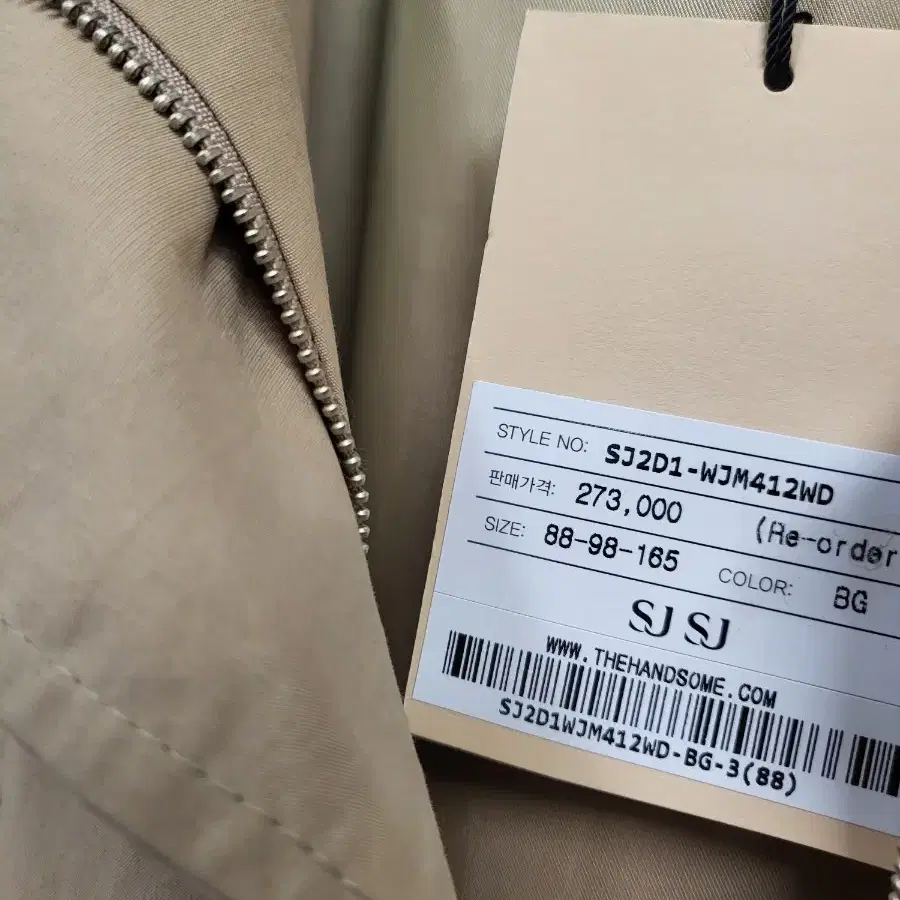 STYLE NO: SJ2D1-WJM412WD
판매가격: 273,000 (Re-order
SIZE: 88-98-165 COLOR: BG
SJ SJ
WWW.THEHANDSOME.COM
SJ2D1WJM412WD-BG-3(88)